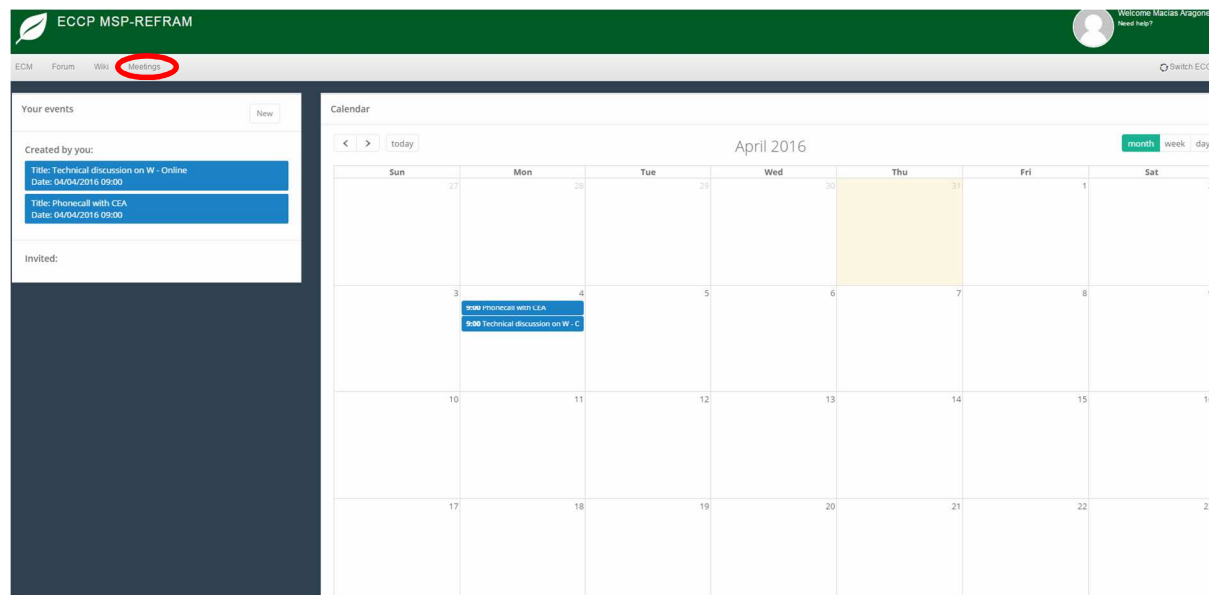 ECCP MSP-REFRAM
Welcome Macias Aragone
Need help?
ECM Forum Wiki Meetings
Switch ECC
Your events
New
Created by you:
Title: Technical discussion on W - Online
Date: 04/04/2016 09:00
Title: Phonecall with CEA
Date: 04/04/2016 09:00
Invited:
Calendar
< > today
April 2016
month week day
Sun Mon Tue Wed Thu Fri Sat
27 28 29 30 31 1
3 4 5 6 7 8
9:00 Phonecall with CEA
9:00 Technical discussion on W - C
10 11 12 13 14 15
17 18 19 20 21 22